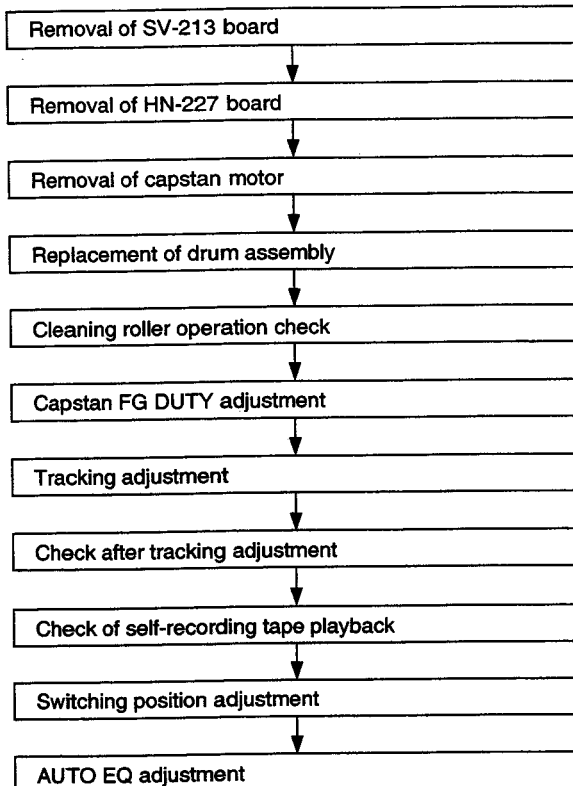 Removal of SV-213 board
Removal of HN-227 board
Removal of capstan motor
Replacement of drum assembly
Cleaning roller operation check
Capstan FG DUTY adjustment
Tracking adjustment
Check after tracking adjustment
Check of self-recording tape playback
Switching position adjustment
AUTO EQ adjustment